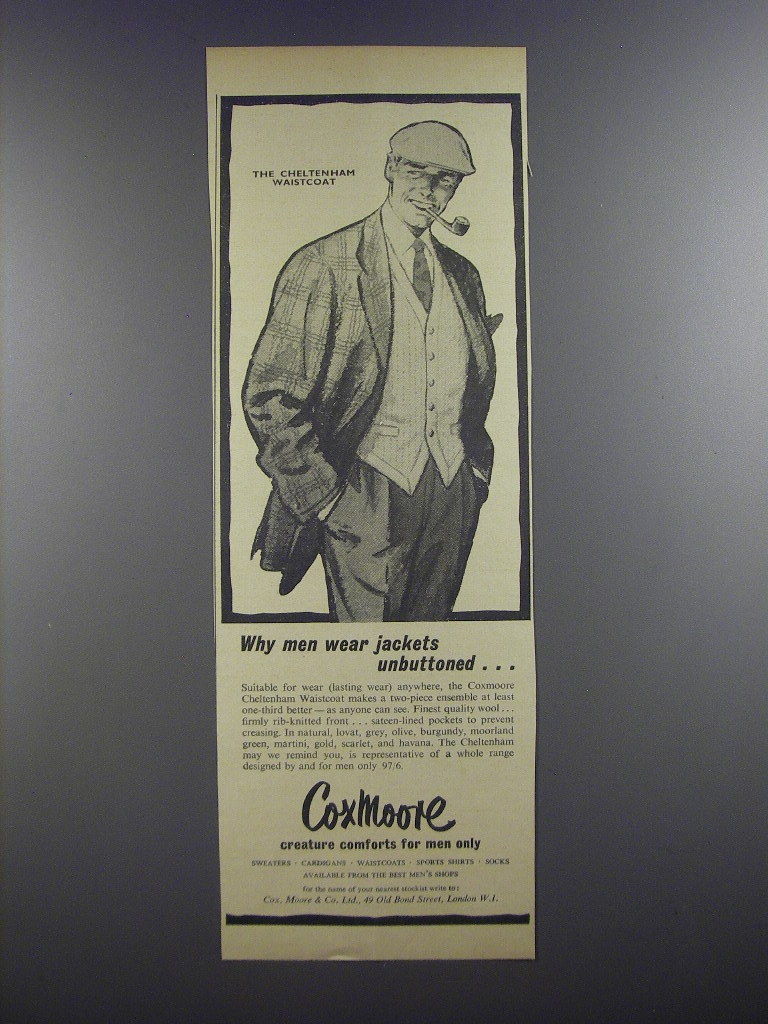 THE CHELTENHAM
WAISTCOAT
Why men wear jackets
unbuttoned . . .
Suitable for wear (lasting wear) anywhere, the Coxmoore
Cheltenham Waistcoat makes a two-piece ensemble at least
one-third better — as anyone can see. Finest quality wool . . .
firmly rib-knitted front . . . sateen-lined pockets to prevent
creasing. In natural, lovat, grey, olive, burgundy, moorland
green, martini, gold, scarlet, and havana. The Cheltenham
may we remind you, is representative of a whole range
designed by and for men only 97/6.
CoxMoore
creature comforts for men only
SWEATERS · CARDIGANS · WAISTCOATS · SPORTS SHIRTS · SOCKS
AVAILABLE FROM THE BEST MEN'S SHOPS
for the name of your nearest stockist write to:
Cox, Moore & Co. Ltd., 49 Old Bond Street, London W.1.